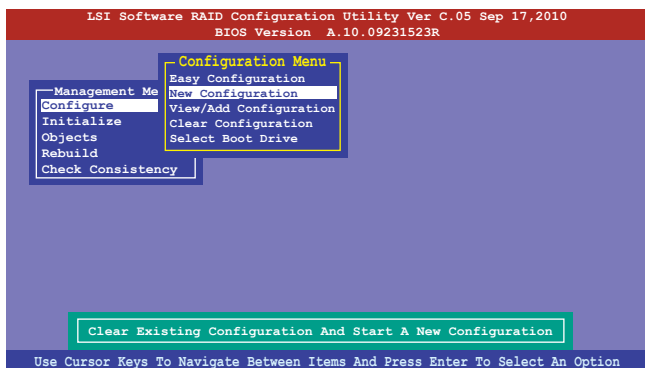 LSI Software RAID Configuration Utility Ver C.05 Sep 17,2010
BIOS Version A.10.09231523R
Configuration Menu
Easy Configuration
New Configuration
View/Add Configuration
Clear Configuration
Select Boot Drive
Management Me
Configure
Initialize
Objects
Rebuild
Check Consistency
Clear Existing Configuration And Start A New Configuration
Use Cursor Keys To Navigate Between Items And Press Enter To Select An Option